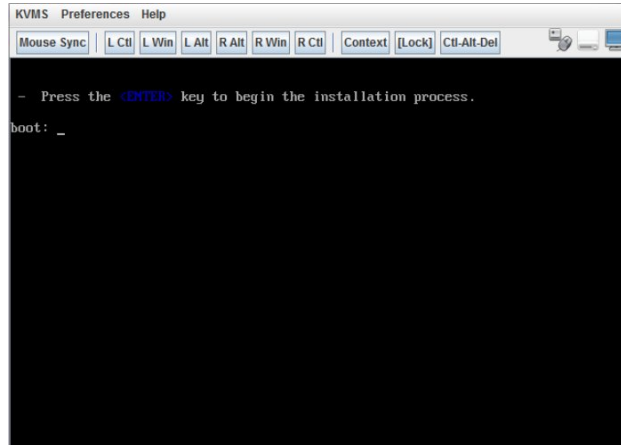 KVMS Preferences Help
Mouse Sync L Ctl L Win L Alt R Alt R Win R Ctl Context [Lock] Ctl-Alt-Del
- Press the <ENTER> key to begin the installation process.
boot: _